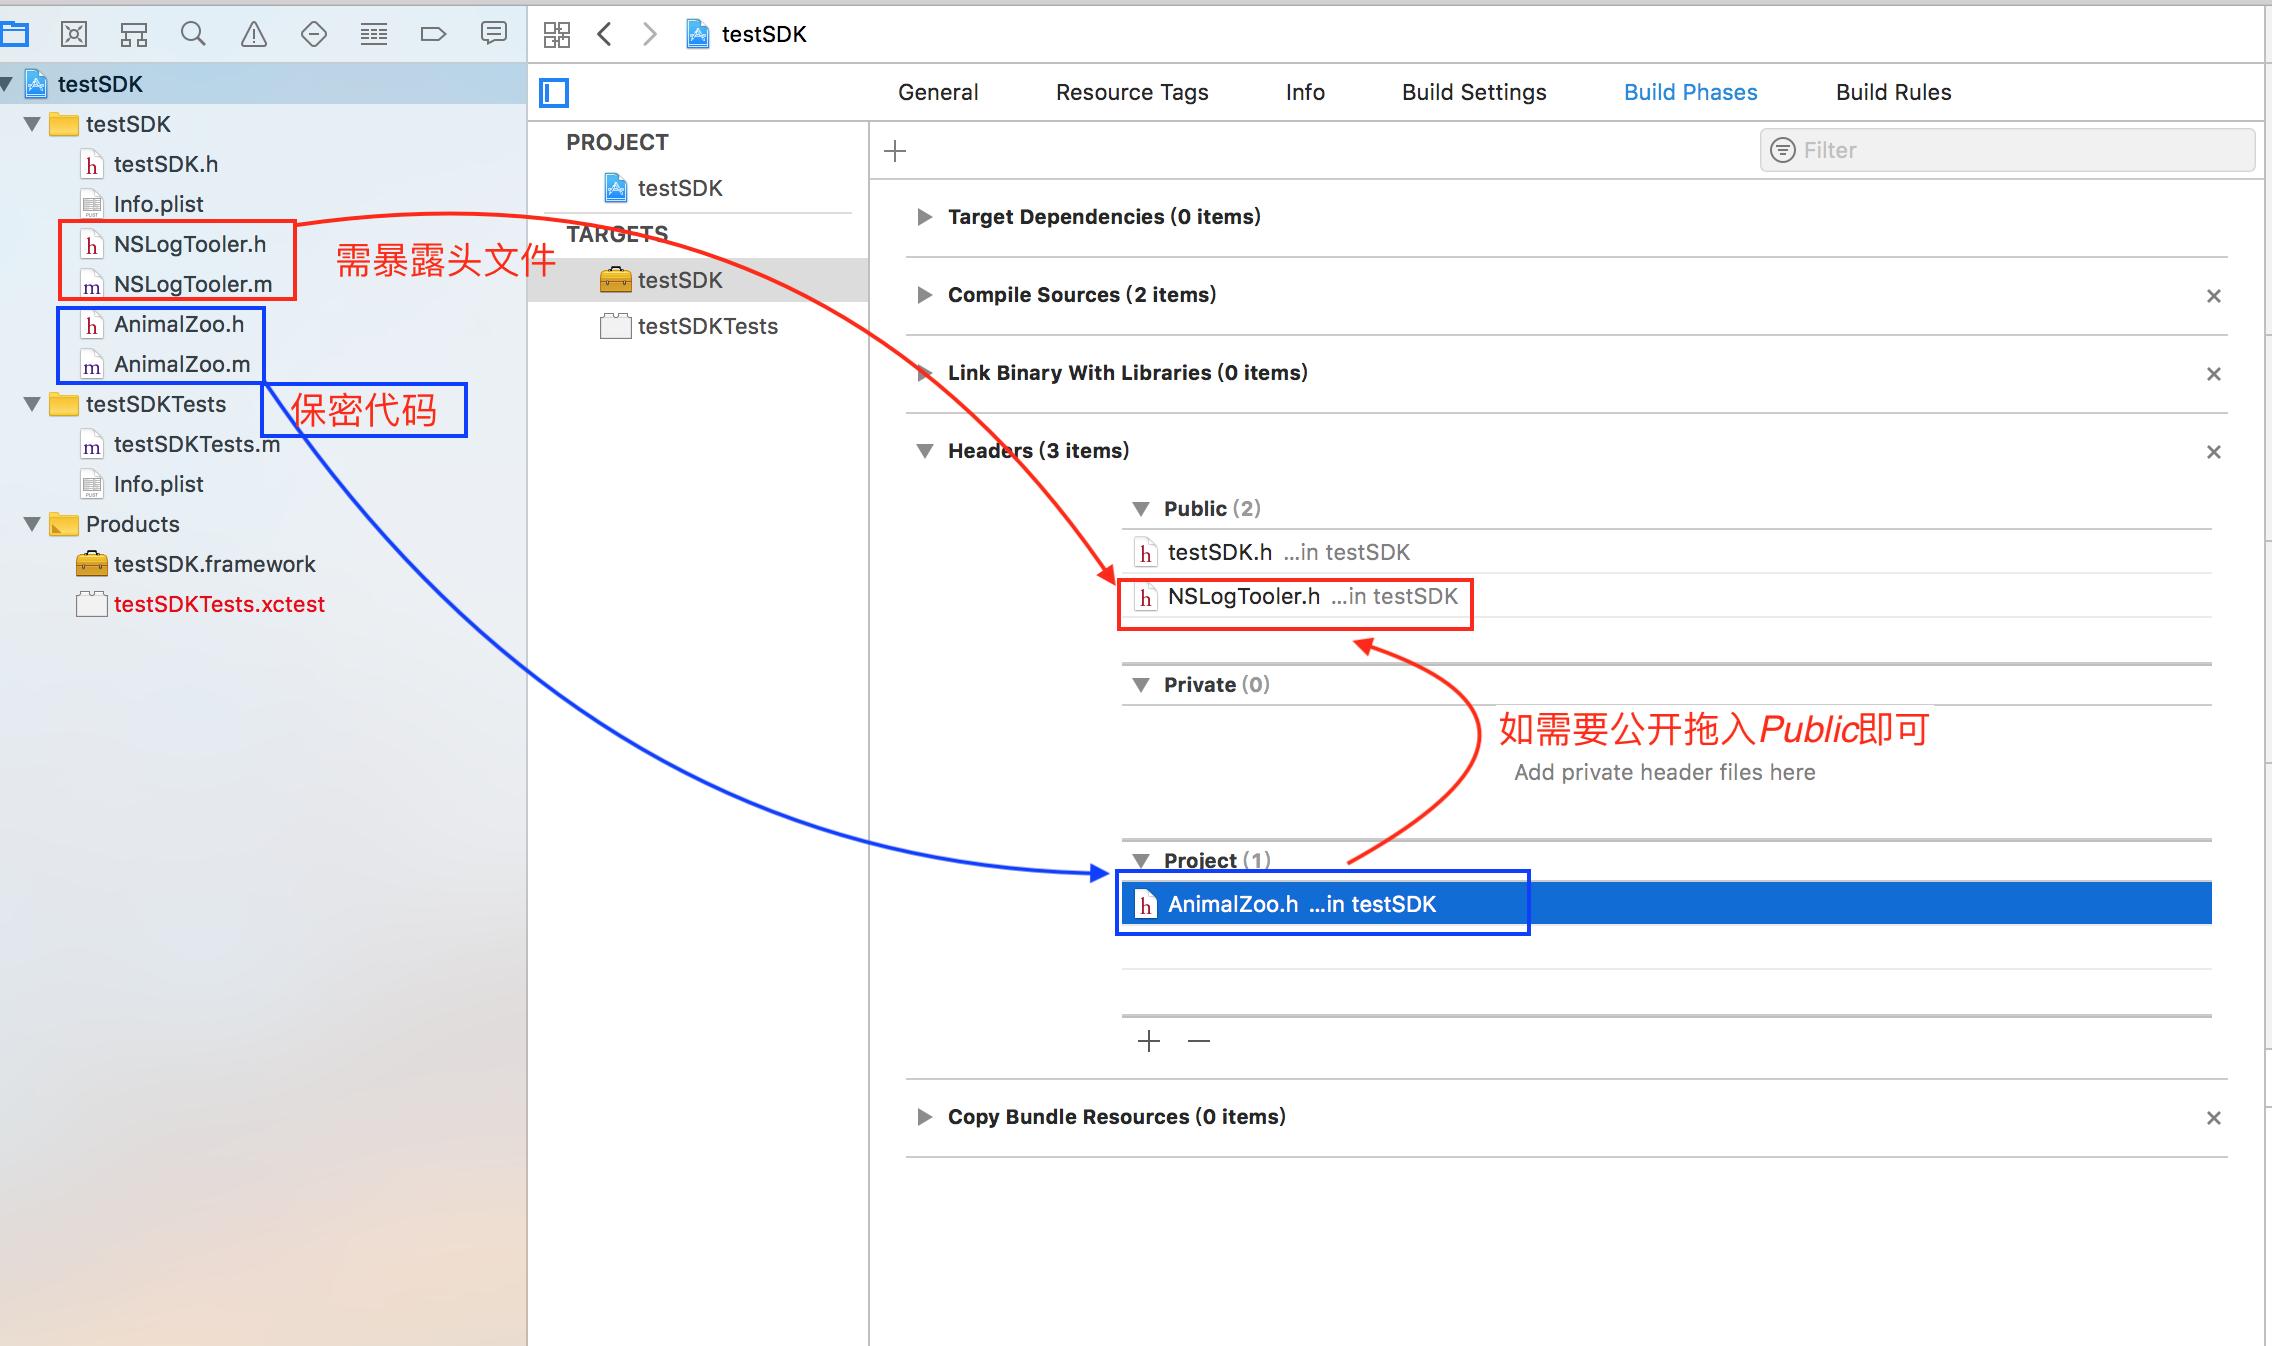 testSDK
testSDK
testSDK.h
Info.plist
NSLogTooler.h
NSLogTooler.m
AnimalZoo.h
AnimalZoo.m
testSDKTests
testSDKTests.m
Info.plist
Products
testSDK.framework
testSDKTests.xctest
需暴露头文件
保密代码
testSDK
General
Resource Tags
Info
Build Settings
Build Phases
Build Rules
PROJECT
testSDK
TARGETS
testSDK
testSDKTests
Filter
Target Dependencies (0 items)
Compile Sources (2 items)
Link Binary With Libraries (0 items)
Headers (3 items)
Public (2)
testSDK.h ...in testSDK
NSLogTooler.h ...in testSDK
Private (0)
如需要公开拖入Public即可
Add private header files here
Project (1)
AnimalZoo.h ...in testSDK
Copy Bundle Resources (0 items)